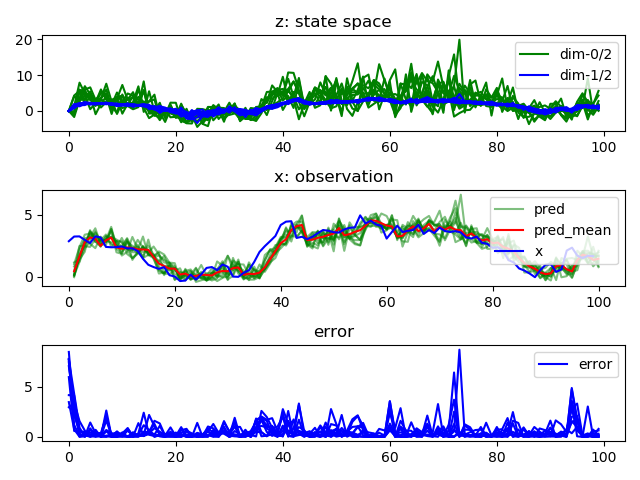 z: state space
20
10
0
dim-0/2
dim-1/2
0 20 40 60 80 100
x: observation
5
0
pred
pred_mean
x
0 20 40 60 80 100
error
5
0
error
0 20 40 60 80 100